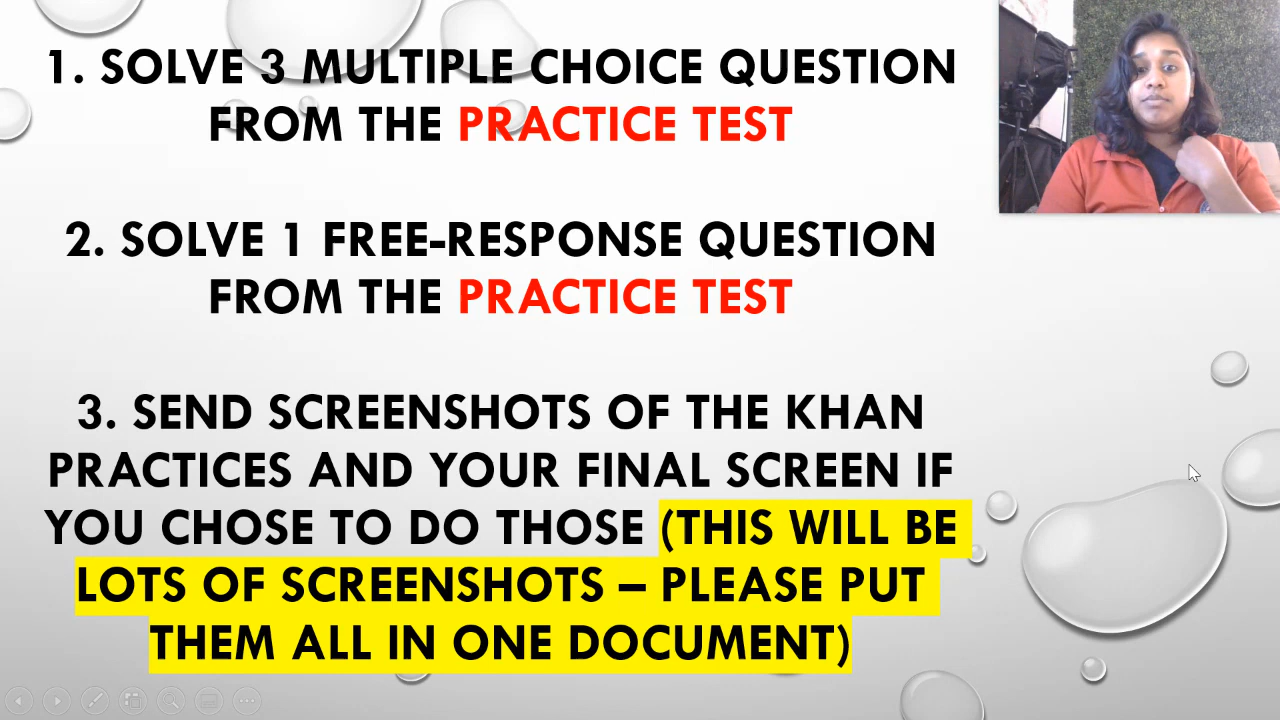 1. SOLVE 3 MULTIPLE CHOICE QUESTION
FROM THE PRACTICE TEST
2. SOLVE 1 FREE-RESPONSE QUESTION
FROM THE PRACTICE TEST
3. SEND SCREENSHOTS OF THE KHAN
PRACTICES AND YOUR FINAL SCREEN IF
YOU CHOSE TO DO THOSE (THIS WILL BE
LOTS OF SCREENSHOTS – PLEASE PUT
THEM ALL IN ONE DOCUMENT)